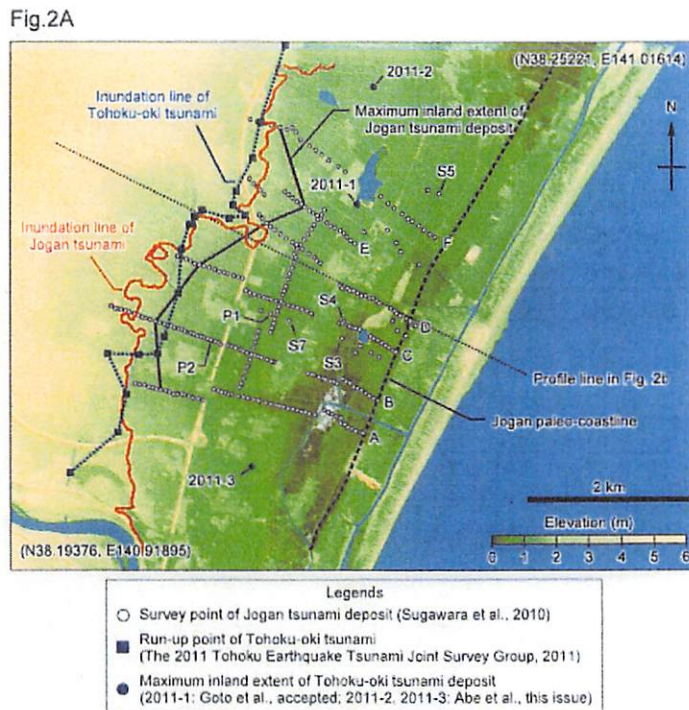 Fig.2A
(N38.25221, E141.01614)
2011-2
Inundation line of
Tohoku-oki tsunami
Maximum inland extent of
Jogan tsunami deposit
N
2011-1
S5
Inundation line of
Jogan tsunami
E
F
S4
P1
D
S7
P2
S3
C
Profile line in Fig. 2b
B
Jogan paleo-coastline
A
2011-3
2 km
Elevation (m)
(N38.19376, E140.91895)
0 1 2 3 4 5 6
Legends
Survey point of Jogan tsunami deposit (Sugawara et al., 2010)
Run-up point of Tohoku-oki tsunami
(The 2011 Tohoku Earthquake Tsunami Joint Survey Group, 2011)
Maximum inland extent of Tohoku-oki tsunami deposit
(2011-1: Goto et al., accepted; 2011-2, 2011-3: Abe et al., this issue)